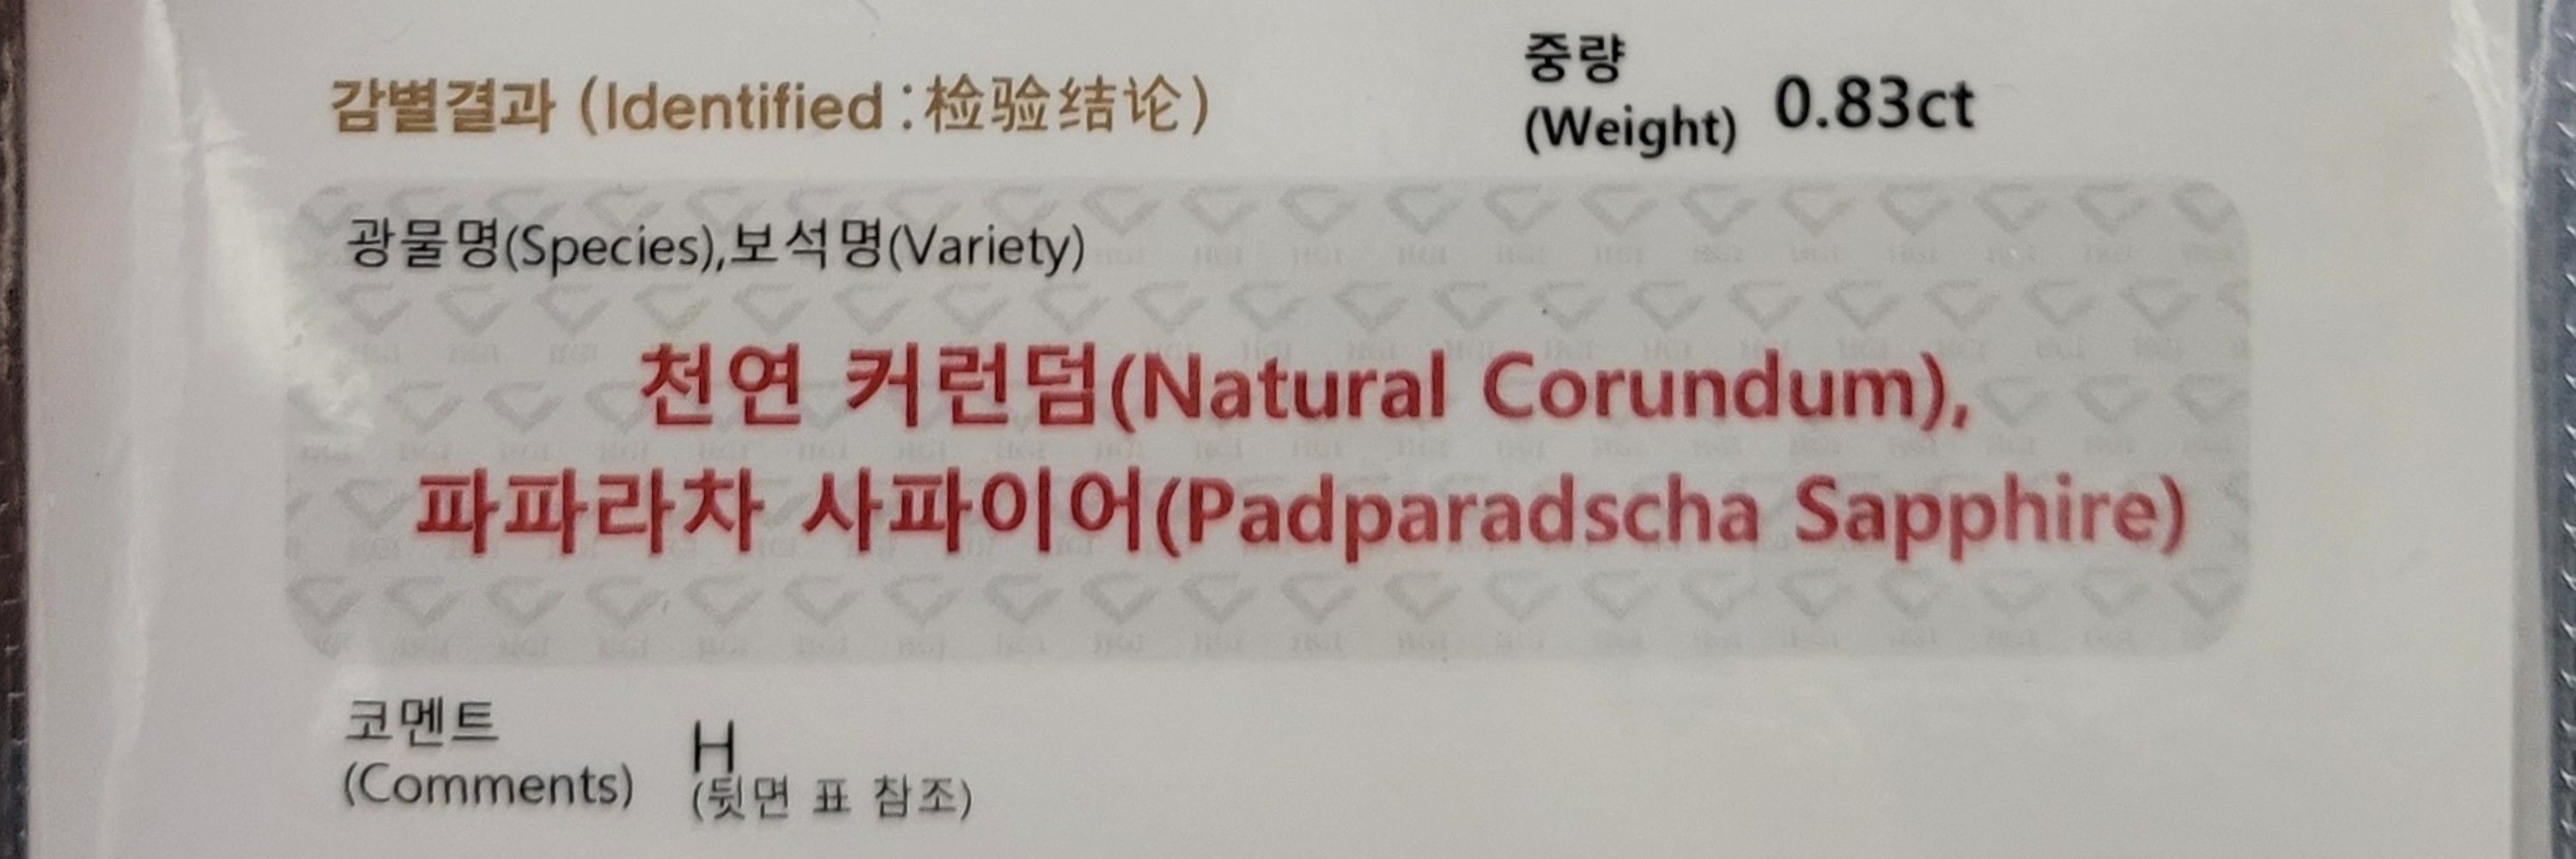 감별결과 (Identified : 检验结论)
중량
(Weight) 0.83ct
광물명(Species),보석명(Variety)
천연 커런덤(Natural Corundum),
파파라차 사파이어(Padparadscha Sapphire)
코멘트
(Comments) H
(뒷면 표 참조)